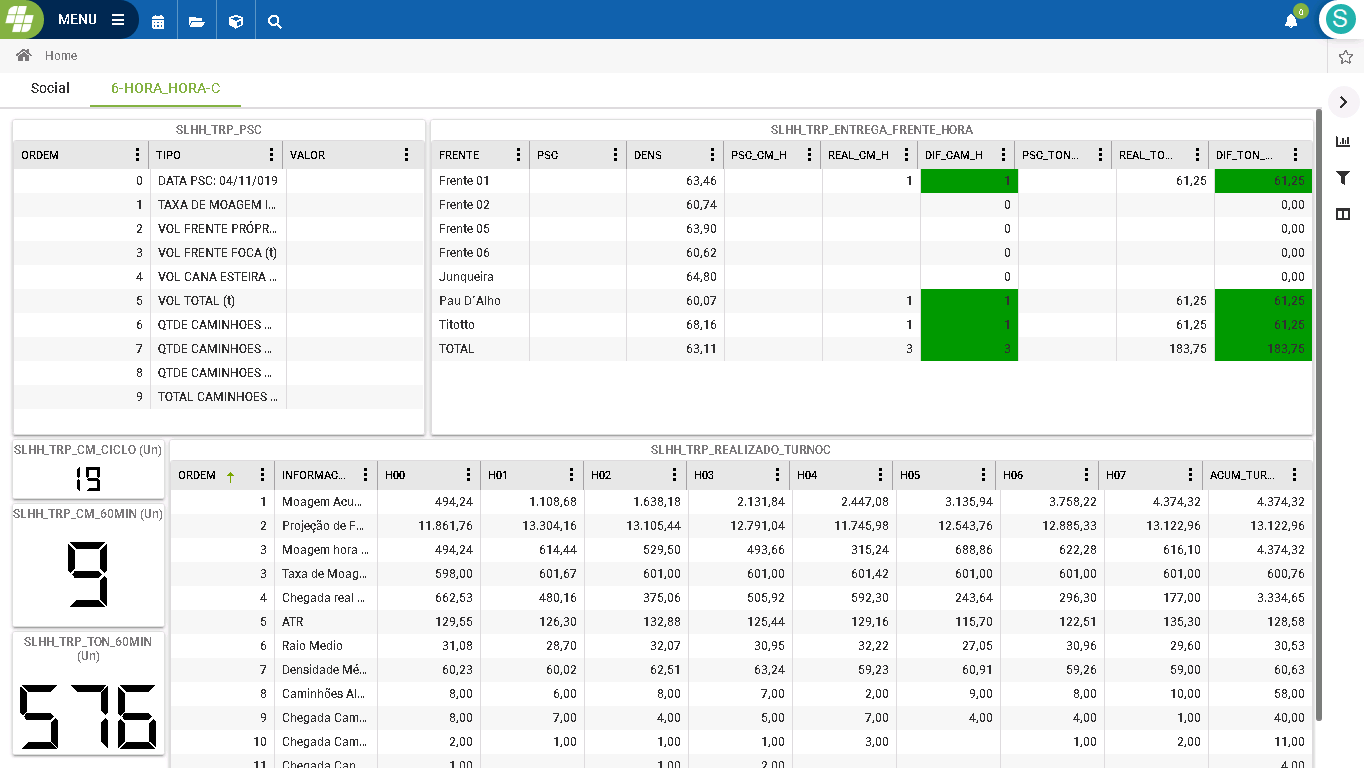 MENU
0
S
Home
Social 6-HORA_HORA-C
SLHH_TRP_PSC
ORDEM TIPO VALOR
0 DATA PSC: 04/11/019
1 TAXA DE MOAGEM I...
2 VOL FRENTE PRÓPR...
3 VOL FRENTE FOCA (t)
4 VOL CANA ESTEIRA ...
5 VOL TOTAL (t)
6 QTDE CAMINHOES ...
7 QTDE CAMINHOES ...
8 QTDE CAMINHOES ...
9 TOTAL CAMINHOES ...
SLHH_TRP_ENTREGA_FRENTE_HORA
FRENTE PSC DENS PSC_CM_H REAL_CM_H DIF_CAM_H PSC_TON... REAL_TO... DIF_TON_...
Frente 01 63,46 1 1 61,25 61,25
Frente 02 60,74 0 0,00
Frente 05 63,90 0 0,00
Frente 06 60,62 0 0,00
Junqueira 64,80 0 0,00
Pau D´Alho 60,07 1 1 61,25 61,25
Titotto 68,16 1 1 61,25 61,25
TOTAL 63,11 3 3 183,75 183,75
SLHH_TRP_CM_CICLO (Un)
19
SLHH_TRP_CM_60MIN (Un)
9
SLHH_TRP_TON_60MIN
(Un)
576
SLHH_TRP_REALIZADO_TURNOC
ORDEM INFORMAC... H00 H01 H02 H03 H04 H05 H06 H07 ACUM_TUR...
1 Moagem Acu... 494,24 1.108,68 1.638,18 2.131,84 2.447,08 3.135,94 3.758,22 4.374,32 4.374,32
2 Projeção de F... 11.861,76 13.304,16 13.105,44 12.791,04 11.745,98 12.543,76 12.885,33 13.122,96 13.122,96
3 Moagem hora ... 494,24 614,44 529,50 493,66 315,24 688,86 622,28 616,10 4.374,32
3 Taxa de Moag... 598,00 601,67 601,00 601,00 601,42 601,00 601,00 601,00 600,76
4 Chegada real ... 662,53 480,16 375,06 505,92 592,30 243,64 296,30 177,00 3.334,65
5 ATR 129,55 126,30 132,88 125,44 129,16 115,70 122,51 135,30 128,58
6 Raio Medio 31,08 28,70 32,07 30,95 32,22 27,05 30,96 29,60 30,53
7 Densidade Mé... 60,23 60,02 62,51 63,24 59,23 60,91 59,26 59,00 60,63
8 Caminhões Al... 8,00 6,00 8,00 7,00 2,00 9,00 8,00 10,00 58,00
9 Chegada Cam... 8,00 7,00 4,00 5,00 7,00 4,00 4,00 1,00 40,00
10 Chegada Cam... 2,00 1,00 1,00 1,00 3,00 1,00 2,00 11,00
11 Chegada Can... 1,00 1,00 1,00 2,00 4,00